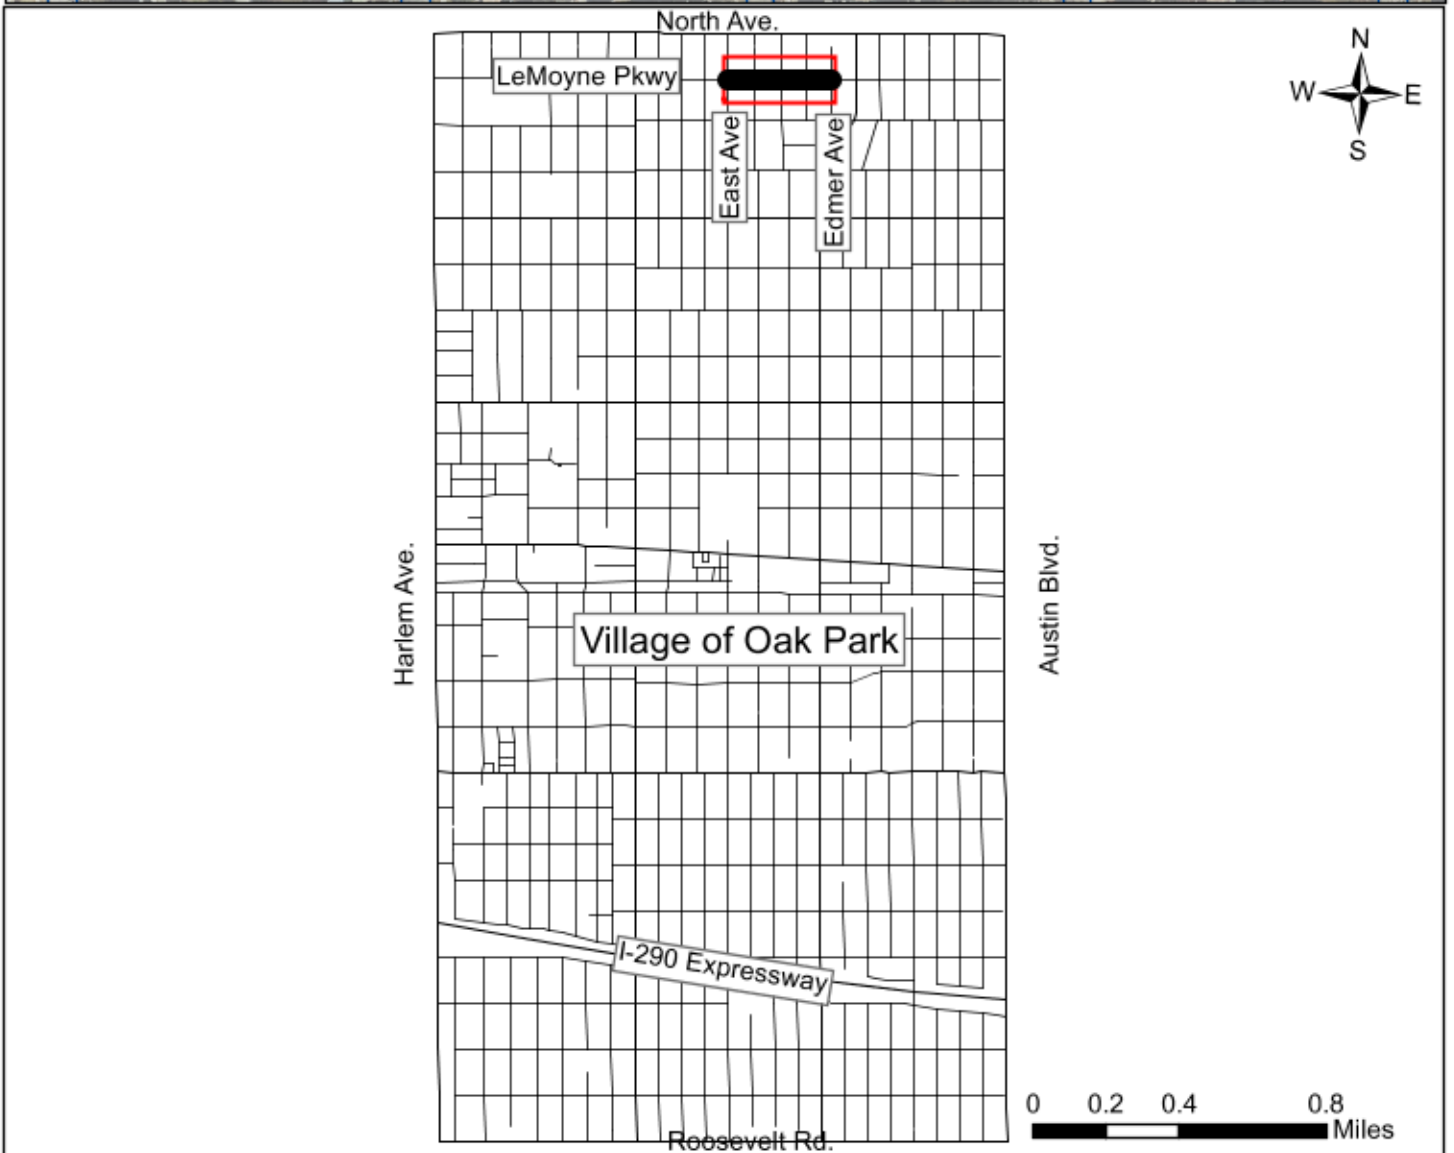 North Ave.
N
LeMoyne Pkwy
W
E
S
East Ave
Edmer Ave
Harlem Ave.
Austin Blvd.
Village of Oak Park
I-290 Expressway
0 0.2 0.4 0.8
Miles
Roosevelt Rd.